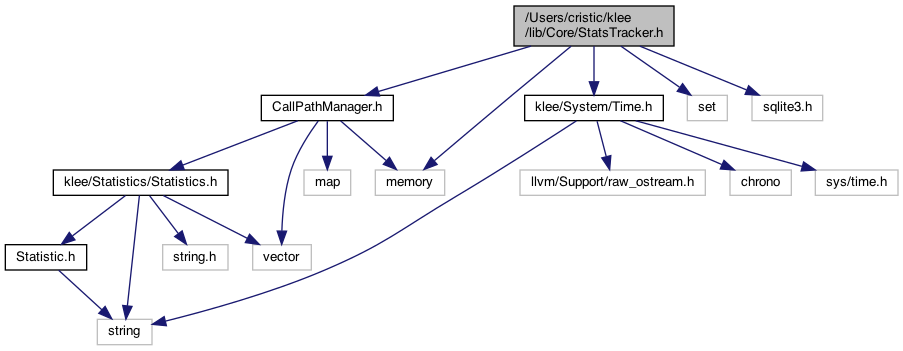 /Users/cristic/klee
/lib/Core/StatsTracker.h
CallPathManager.h
klee/System/Time.h
set
sqlite3.h
klee/Statistics/Statistics.h
map
memory
llvm/Support/raw_ostream.h
chrono
sys/time.h
Statistic.h
string.h
vector
string